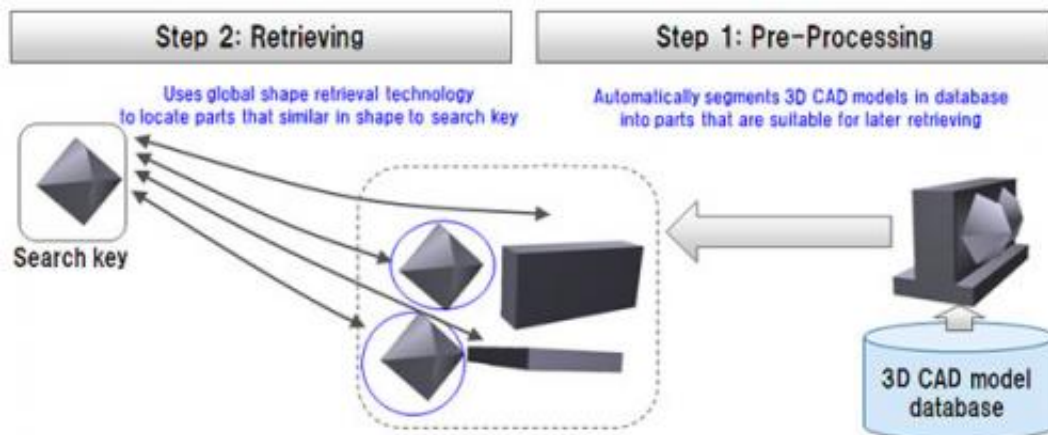 Step 2: Retrieving
Step 1: Pre-Processing
Uses global shape retrieval technology
to locate parts that similar in shape to search key
Automatically segments 3D CAD models in database
into parts that are suitable for later retrieving
Search key
3D CAD model
database